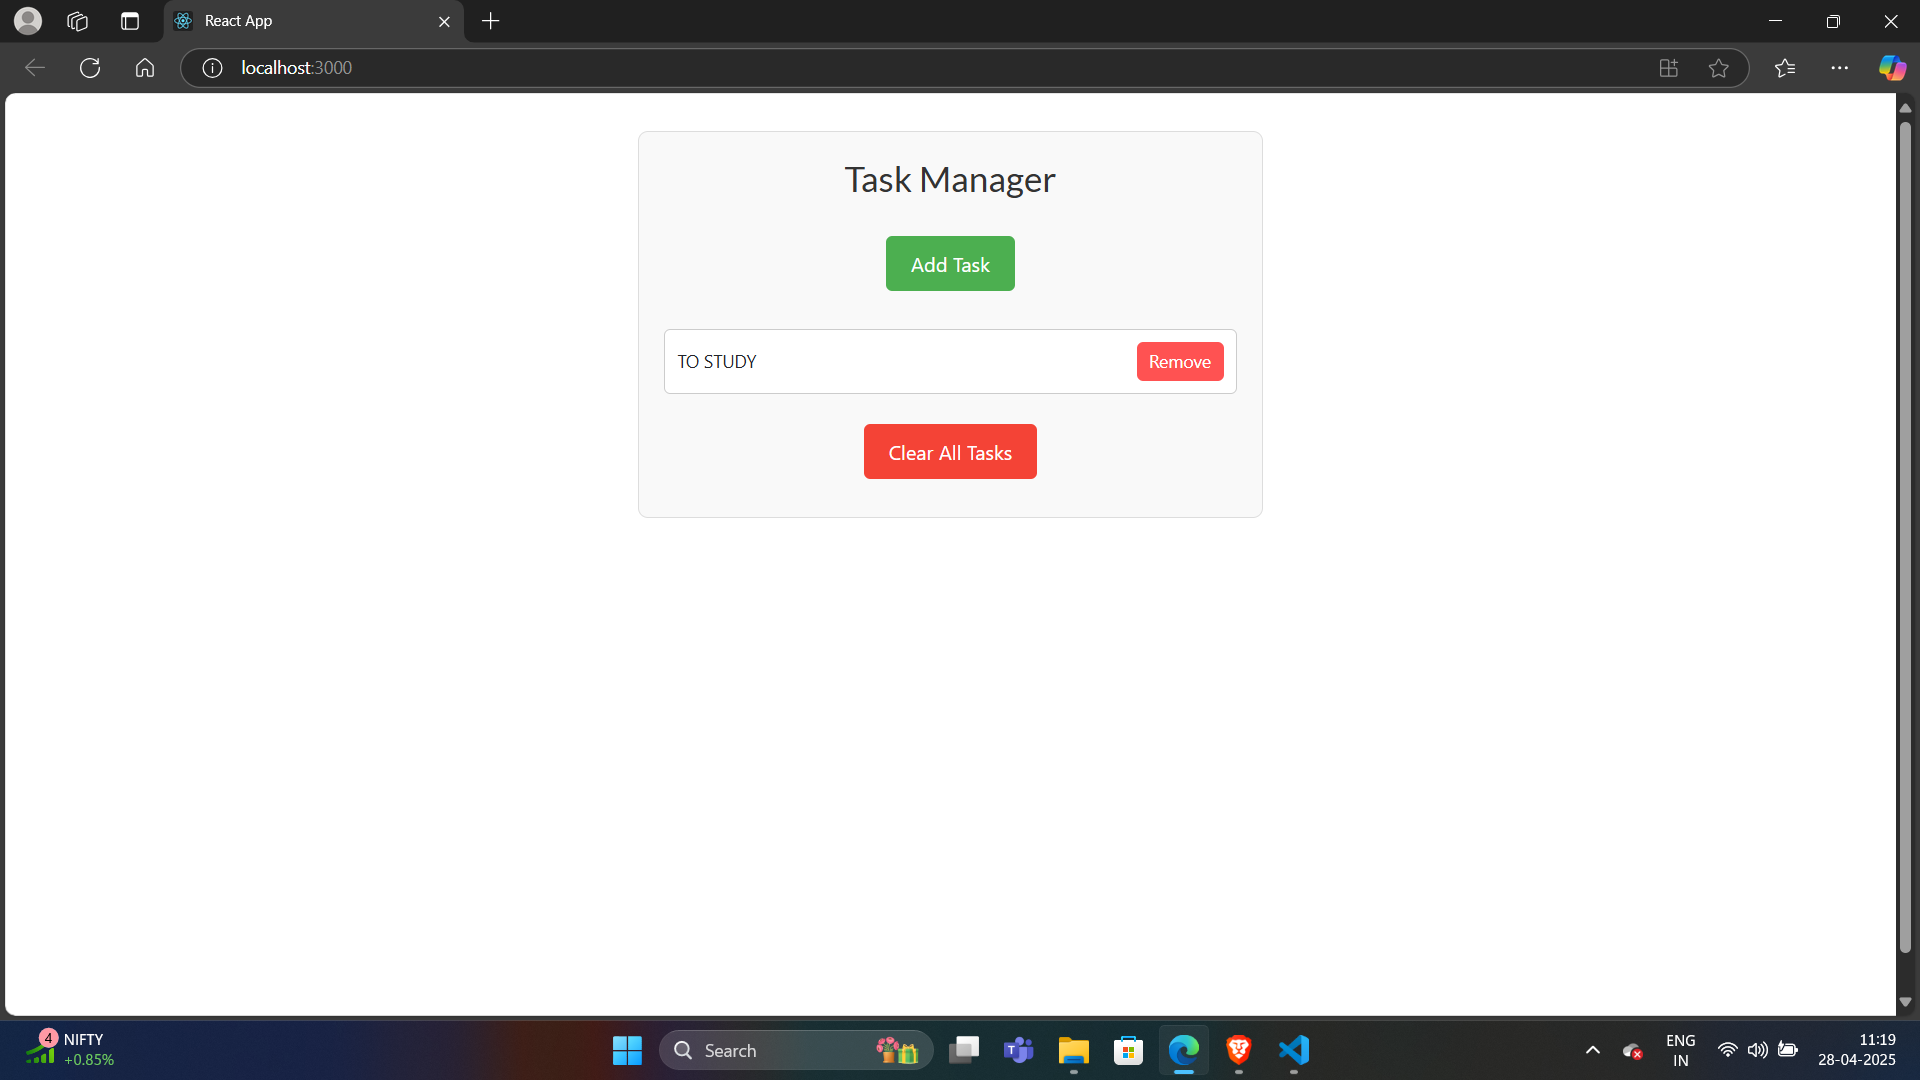 React App
localhost:3000
Task Manager
Add Task
TO STUDY
Remove
Clear All Tasks
4
NIFTY
+0.85%
Search
T
ENG
IN
11:19
28-04-2025